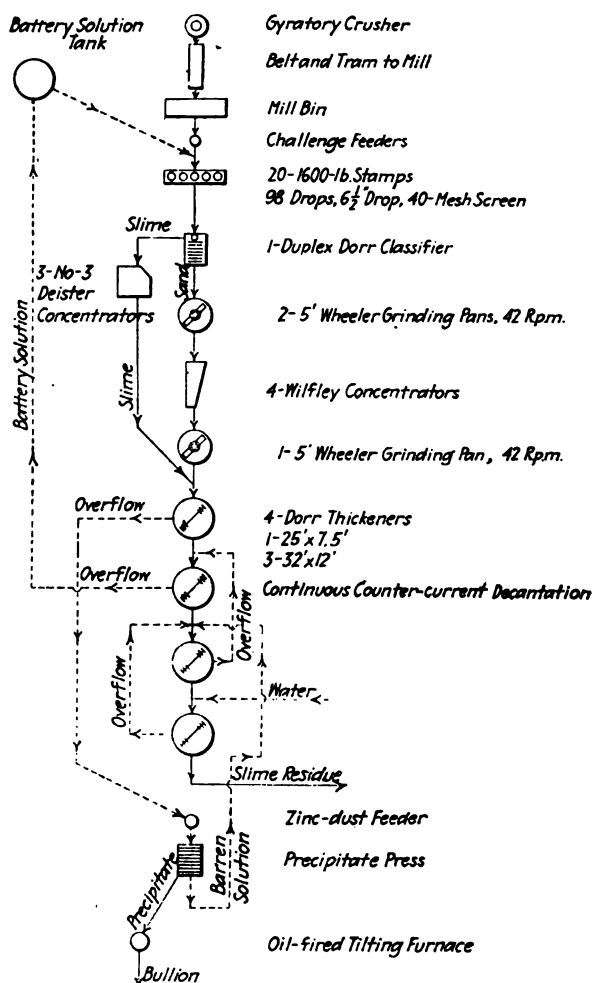 Battery Solution
Tank
Gyratory Crusher
Belt and Tram to Mill
Mill Bin
Challenge Feeders
20-1600-lb. Stamps
98 Drops, 6½" Drop, 40-Mesh Screen
Slime
1-Duplex Dorr Classifier
3-No-3
Deister
Concentrators
Sand
2-5' Wheeler Grinding Pans, 42 Rpm.
Battery Solution
Slime
4-Wilfley Concentrators
1-5' Wheeler Grinding Pan, 42 Rpm.
Overflow
4-Dorr Thickeners
1-25'x7.5'
3-32'x12'
Overflow
Continuous Counter-current Decantation
Overflow
Overflow
Water
Slime Residue
Zinc-dust Feeder
Precipitate Press
Barren
Solution
Precipitate
Oil-fired Tilting Furnace
Bullion